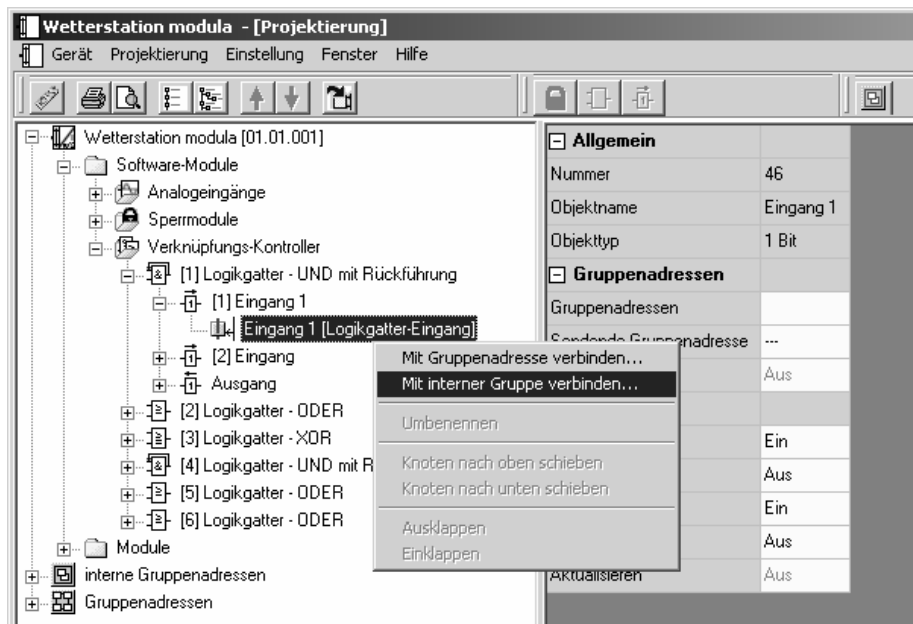 Wetterstation modula - [Projektierung]
Gerät Projektierung Einstellung Fenster Hilfe
Wetterstation modula [01.01.001]
Software-Module
Analogeingänge
Sperrmodule
Verknüpfungs-Kontroller
[1] Logikgatter - UND mit Rückführung
[1] Eingang 1
Eingang 1 [Logikgatter-Eingang]
[2] Eingang
Ausgang
[2] Logikgatter - ODER
[3] Logikgatter - XOR
[4] Logikgatter - UND mit R
[5] Logikgatter - ODER
[6] Logikgatter - ODER
Module
interne Gruppenadressen
Gruppenadressen
Mit Gruppenadresse verbinden...
Mit interner Gruppe verbinden...
Umbenennen
Knoten nach oben schieben
Knoten nach unten schieben
Ausklappen
Einklappen
Allgemein
Nummer 46
Objektname Eingang 1
Objekttyp 1 Bit
Gruppenadressen
Gruppenadressen
Sendende Gruppenadresse ---
Aus
Ein
Aus
Ein
Aus
Aktualisieren Aus